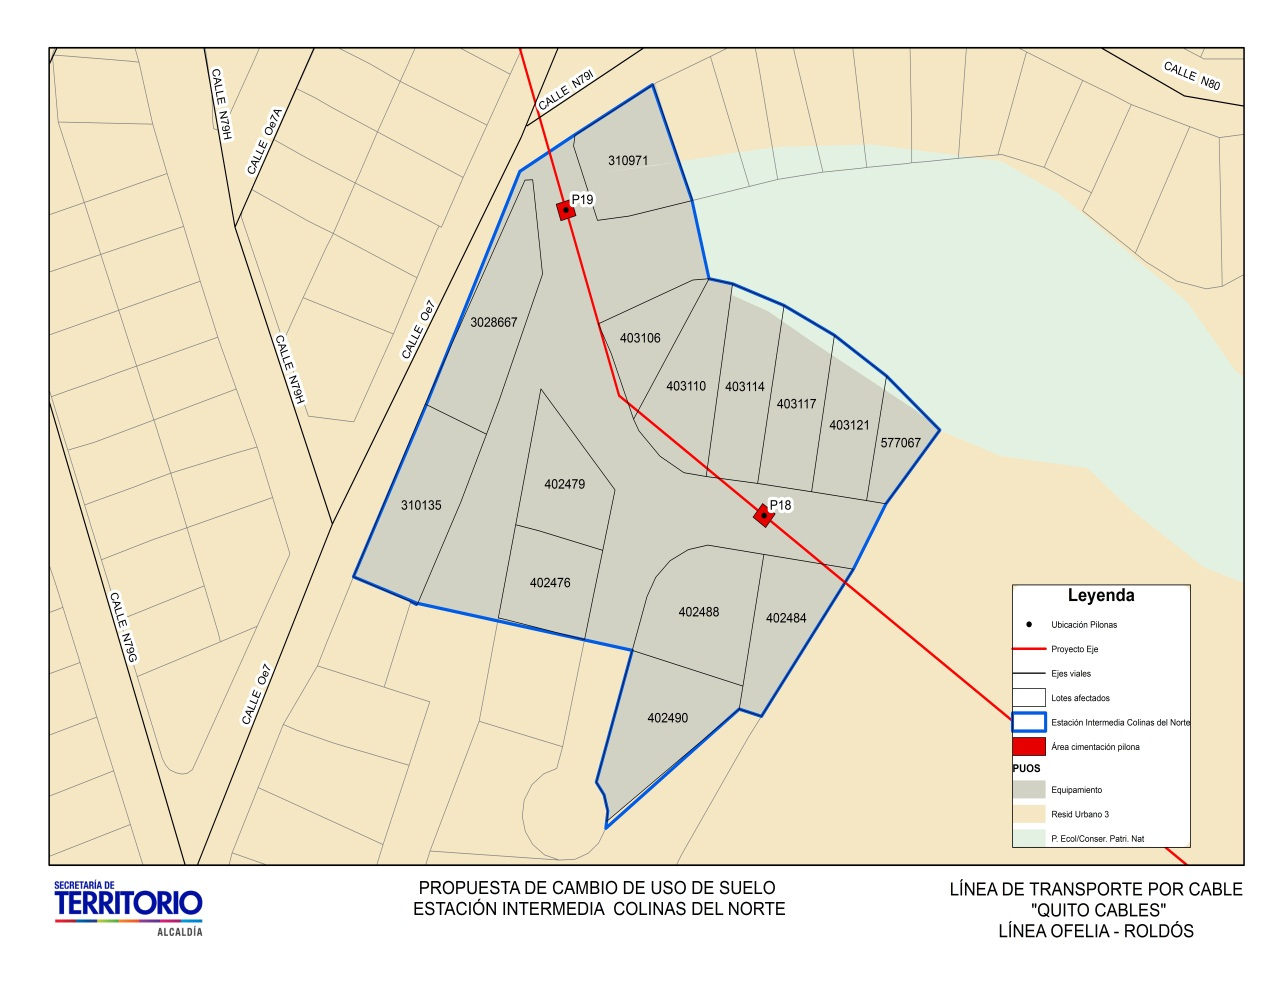 CALLE N79H
CALLE Oe7A
CALLE N79I
CALLE N80
310971
P19
3028667
CALLE Oe7
CALLE N79H
403106
403110
403114
403117
403121
577067
402479
310135
P18
402476
402488
402484
CALLE N79G
CALLE Oe7
402490
Leyenda
Ubicación Pilonas
Proyecto Eje
Ejes viales
Lotes afectados
Estación Intermedia Colinas del Norte
Área cimentación pilona
PUOS
Equipamiento
Resid Urbano 3
P. Ecol/Conser. Patri. Nat
SECRETARÍA DE
TERRITORIO
ALCALDÍA
PROPUESTA DE CAMBIO DE USO DE SUELO
ESTACIÓN INTERMEDIA COLINAS DEL NORTE
LÍNEA DE TRANSPORTE POR CABLE
"QUITO CABLES"
LÍNEA OFELIA - ROLDÓS